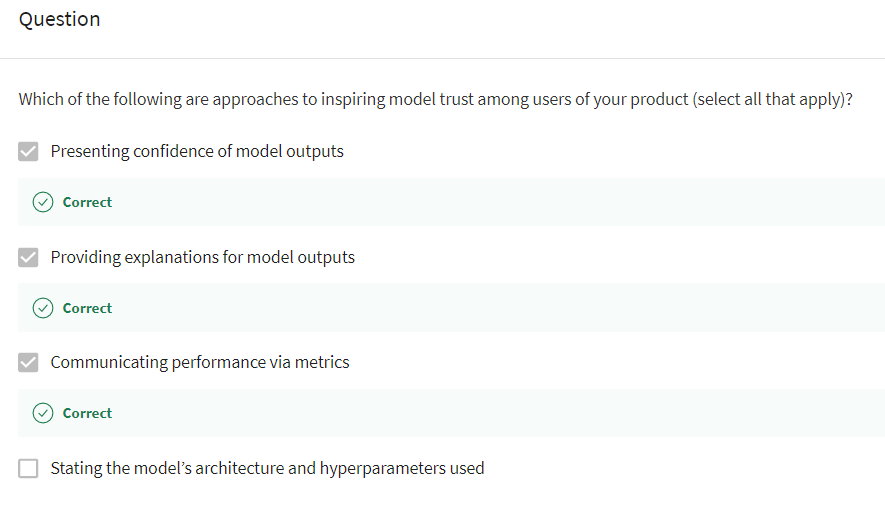 Question
Which of the following are approaches to inspiring model trust among users of your product (select all that apply)?
Presenting confidence of model outputs
Correct
Providing explanations for model outputs
Correct
Communicating performance via metrics
Correct
Stating the model’s architecture and hyperparameters used